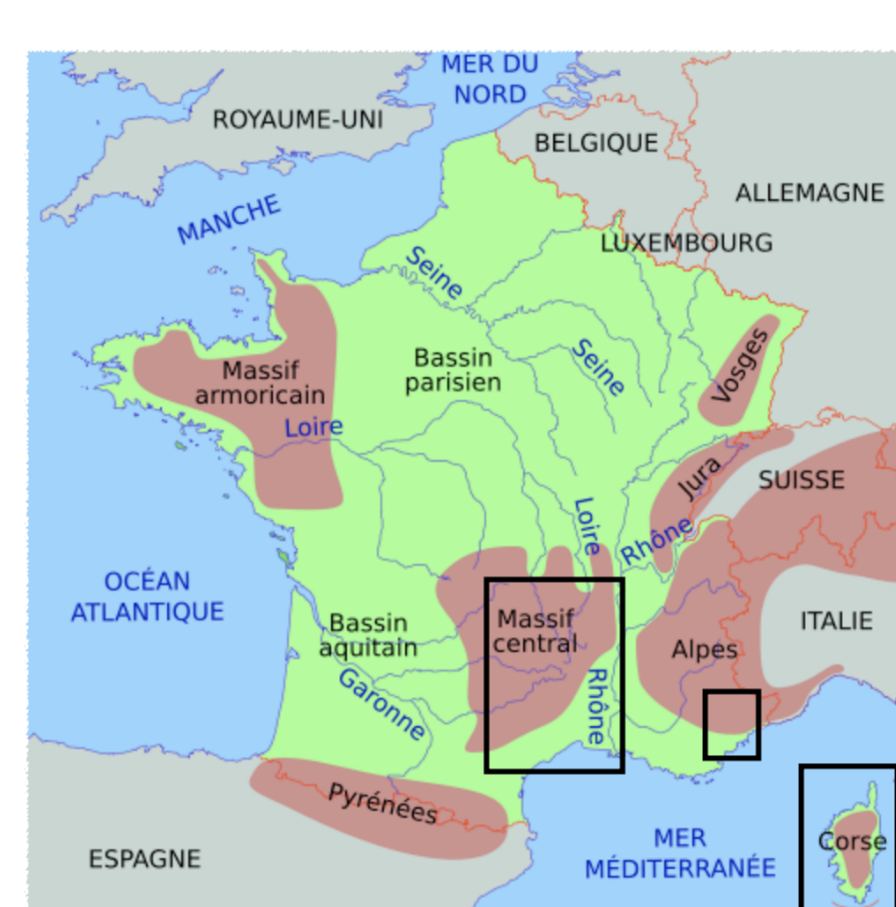 MER DU
NORD
ROYAUME-UNI
BELGIQUE
ALLEMAGNE
MANCHE
LUXEMBOURG
Seine
Vosges
Bassin
parisien
Seine
Massif
armoricain
Loire
Jura
SUISSE
Loire
Rhône
OCÉAN
ATLANTIQUE
Massif
central
ITALIE
Bassin
aquitain
Alpes
Garonne
Rhône
Pyrénées
Corse
ESPAGNE
MER
MÉDITERRANÉE